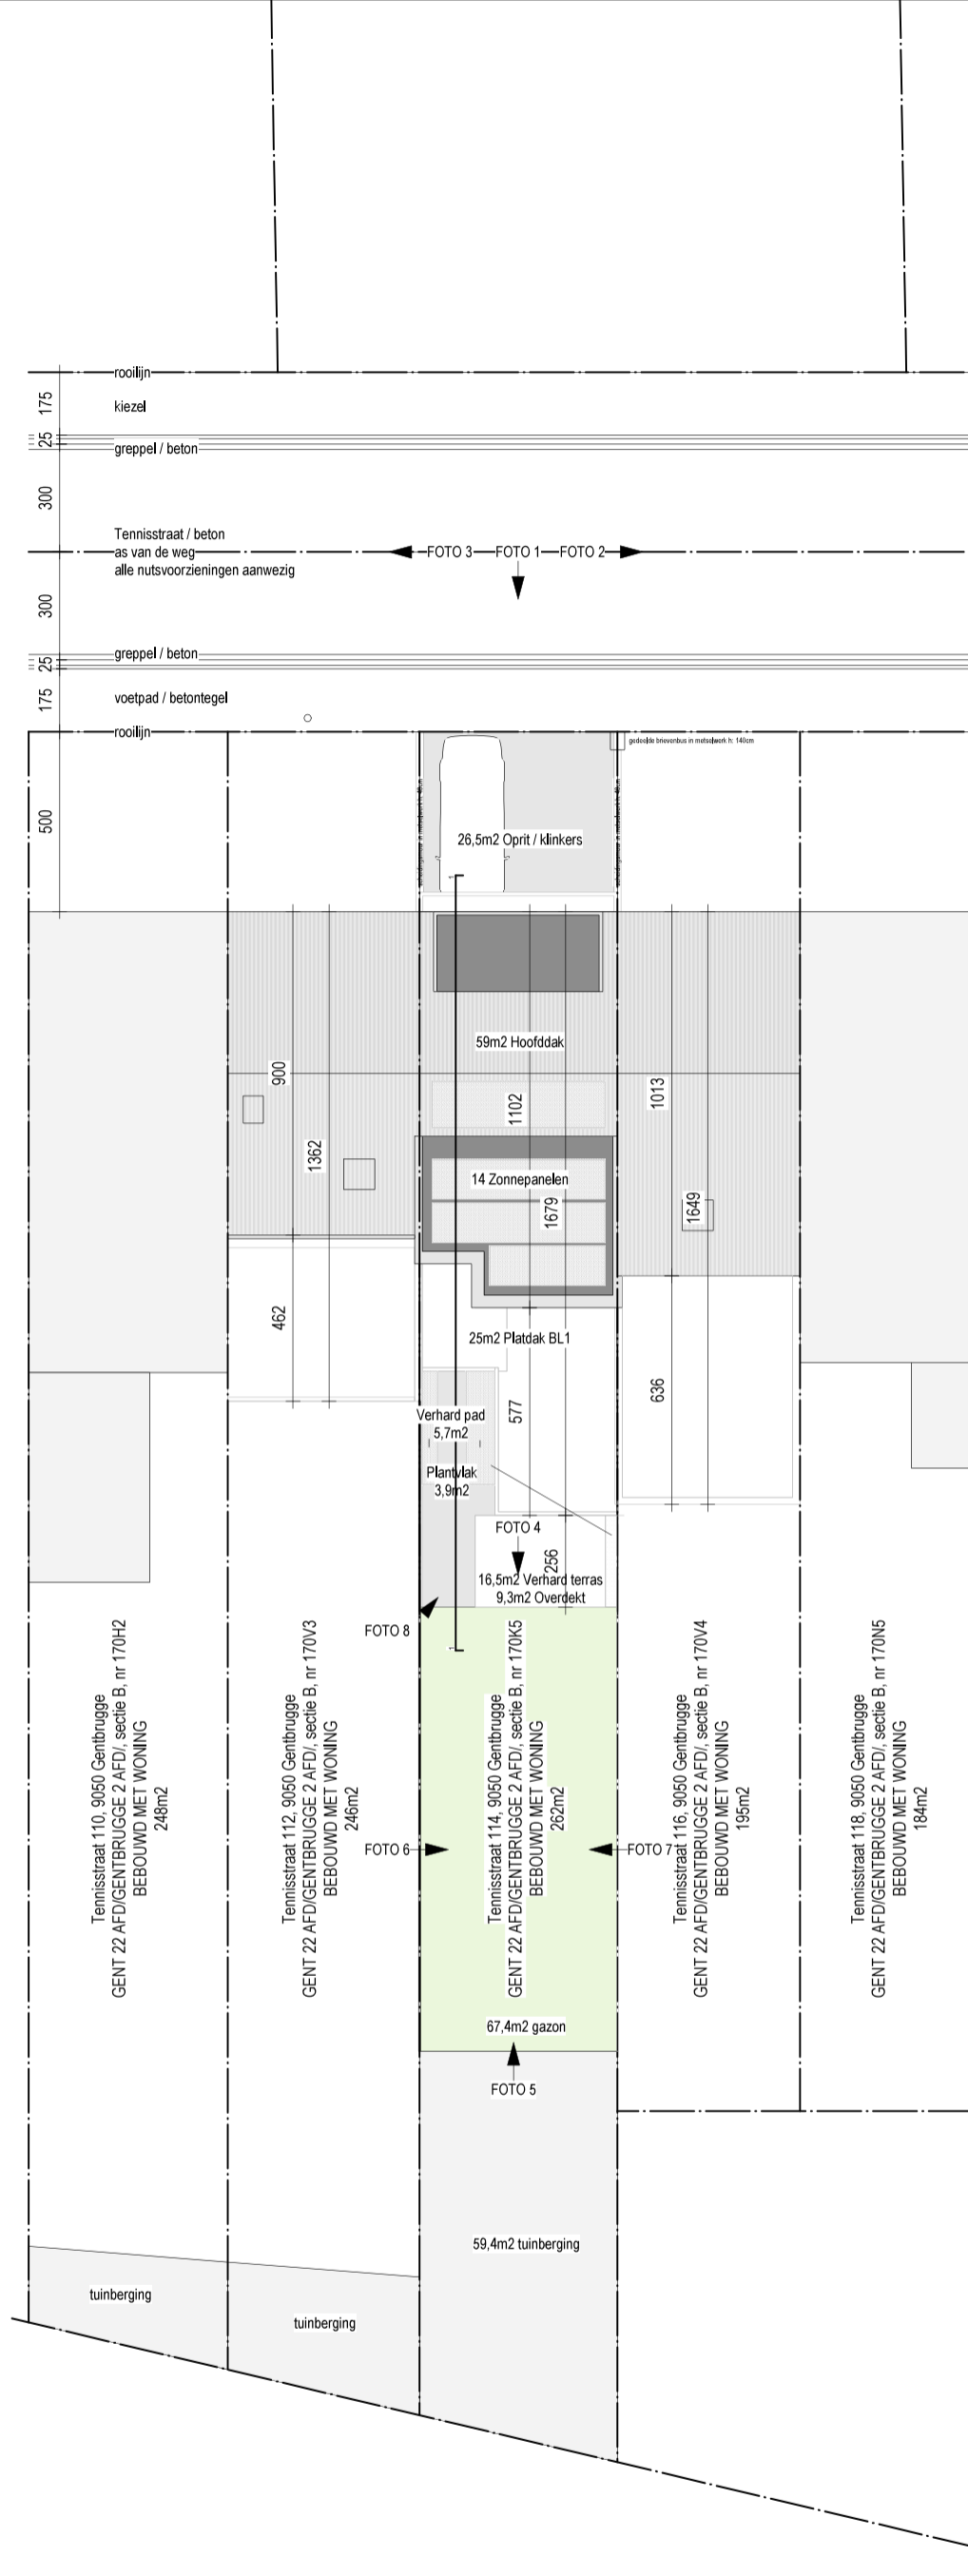 rooilijn
175
kiezel
25
greppel / beton
300
Tennisstraat / beton
as van de weg
alle nutsvoorzieningen aanwezig
FOTO 3
FOTO 1
FOTO 2
300
greppel / beton
25
175
voetpad / betontegel
rooilijn
gedeelde brievenbus in metselwerk h: 140cm
500
26,5m2 Oprit / klinkers
59m2 Hoofddak
900
1102
1013
1362
14 Zonnepanelen
1679
1649
462
25m2 Platdak BL1
577
636
Verhard pad
5,7m2
Plantvlak
3,9m2
FOTO 4
256
16,5m2 Verhard terras
9,3m2 Overdekt
FOTO 8
Tennisstraat 110, 9050 Gentbrugge
GENT 22 AFD/GENTBRUGGE 2 AFD/, sectie B, nr 170H2
BEBOUWD MET WONING
248m2
Tennisstraat 112, 9050 Gentbrugge
GENT 22 AFD/GENTBRUGGE 2 AFD/, sectie B, nr 170V3
BEBOUWD MET WONING
246m2
Tennisstraat 114, 9050 Gentbrugge
GENT 22 AFD/GENTBRUGGE 2 AFD/, sectie B, nr 170K5
BEBOUWD MET WONING
262m2
Tennisstraat 116, 9050 Gentbrugge
GENT 22 AFD/GENTBRUGGE 2 AFD/, sectie B, nr 170V4
BEBOUWD MET WONING
195m2
Tennisstraat 118, 9050 Gentbrugge
GENT 22 AFD/GENTBRUGGE 2 AFD/, sectie B, nr 170N5
BEBOUWD MET WONING
184m2
FOTO 6
FOTO 7
67,4m2 gazon
FOTO 5
59,4m2 tuinberging
tuinberging
tuinberging